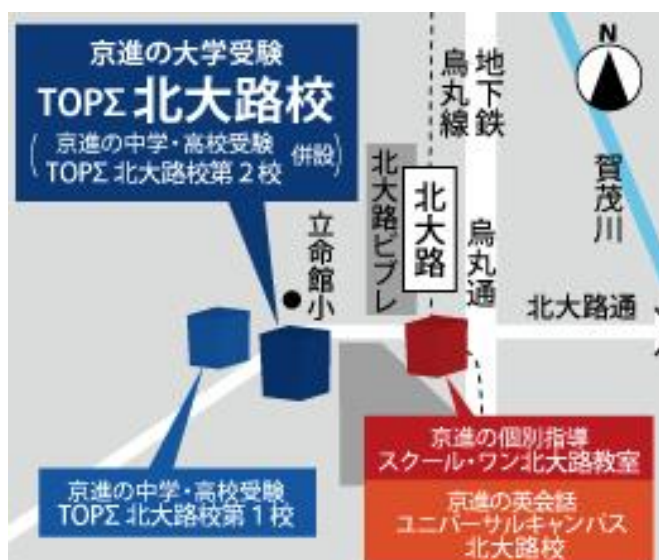 京進の大学受験
TOPΣ 北大路校
(京進の中学・高校受験
TOPΣ 北大路校第2校 併設)
N
地下鉄
烏丸線
賀茂川
北大路ビブレ
北大路
烏丸通
立命館小
北大路通
京進の個別指導
スクール・ワン北大路教室
京進の中学・高校受験
TOPΣ 北大路校第1校
京進の英会話
ユニバーサルキャンパス
北大路校